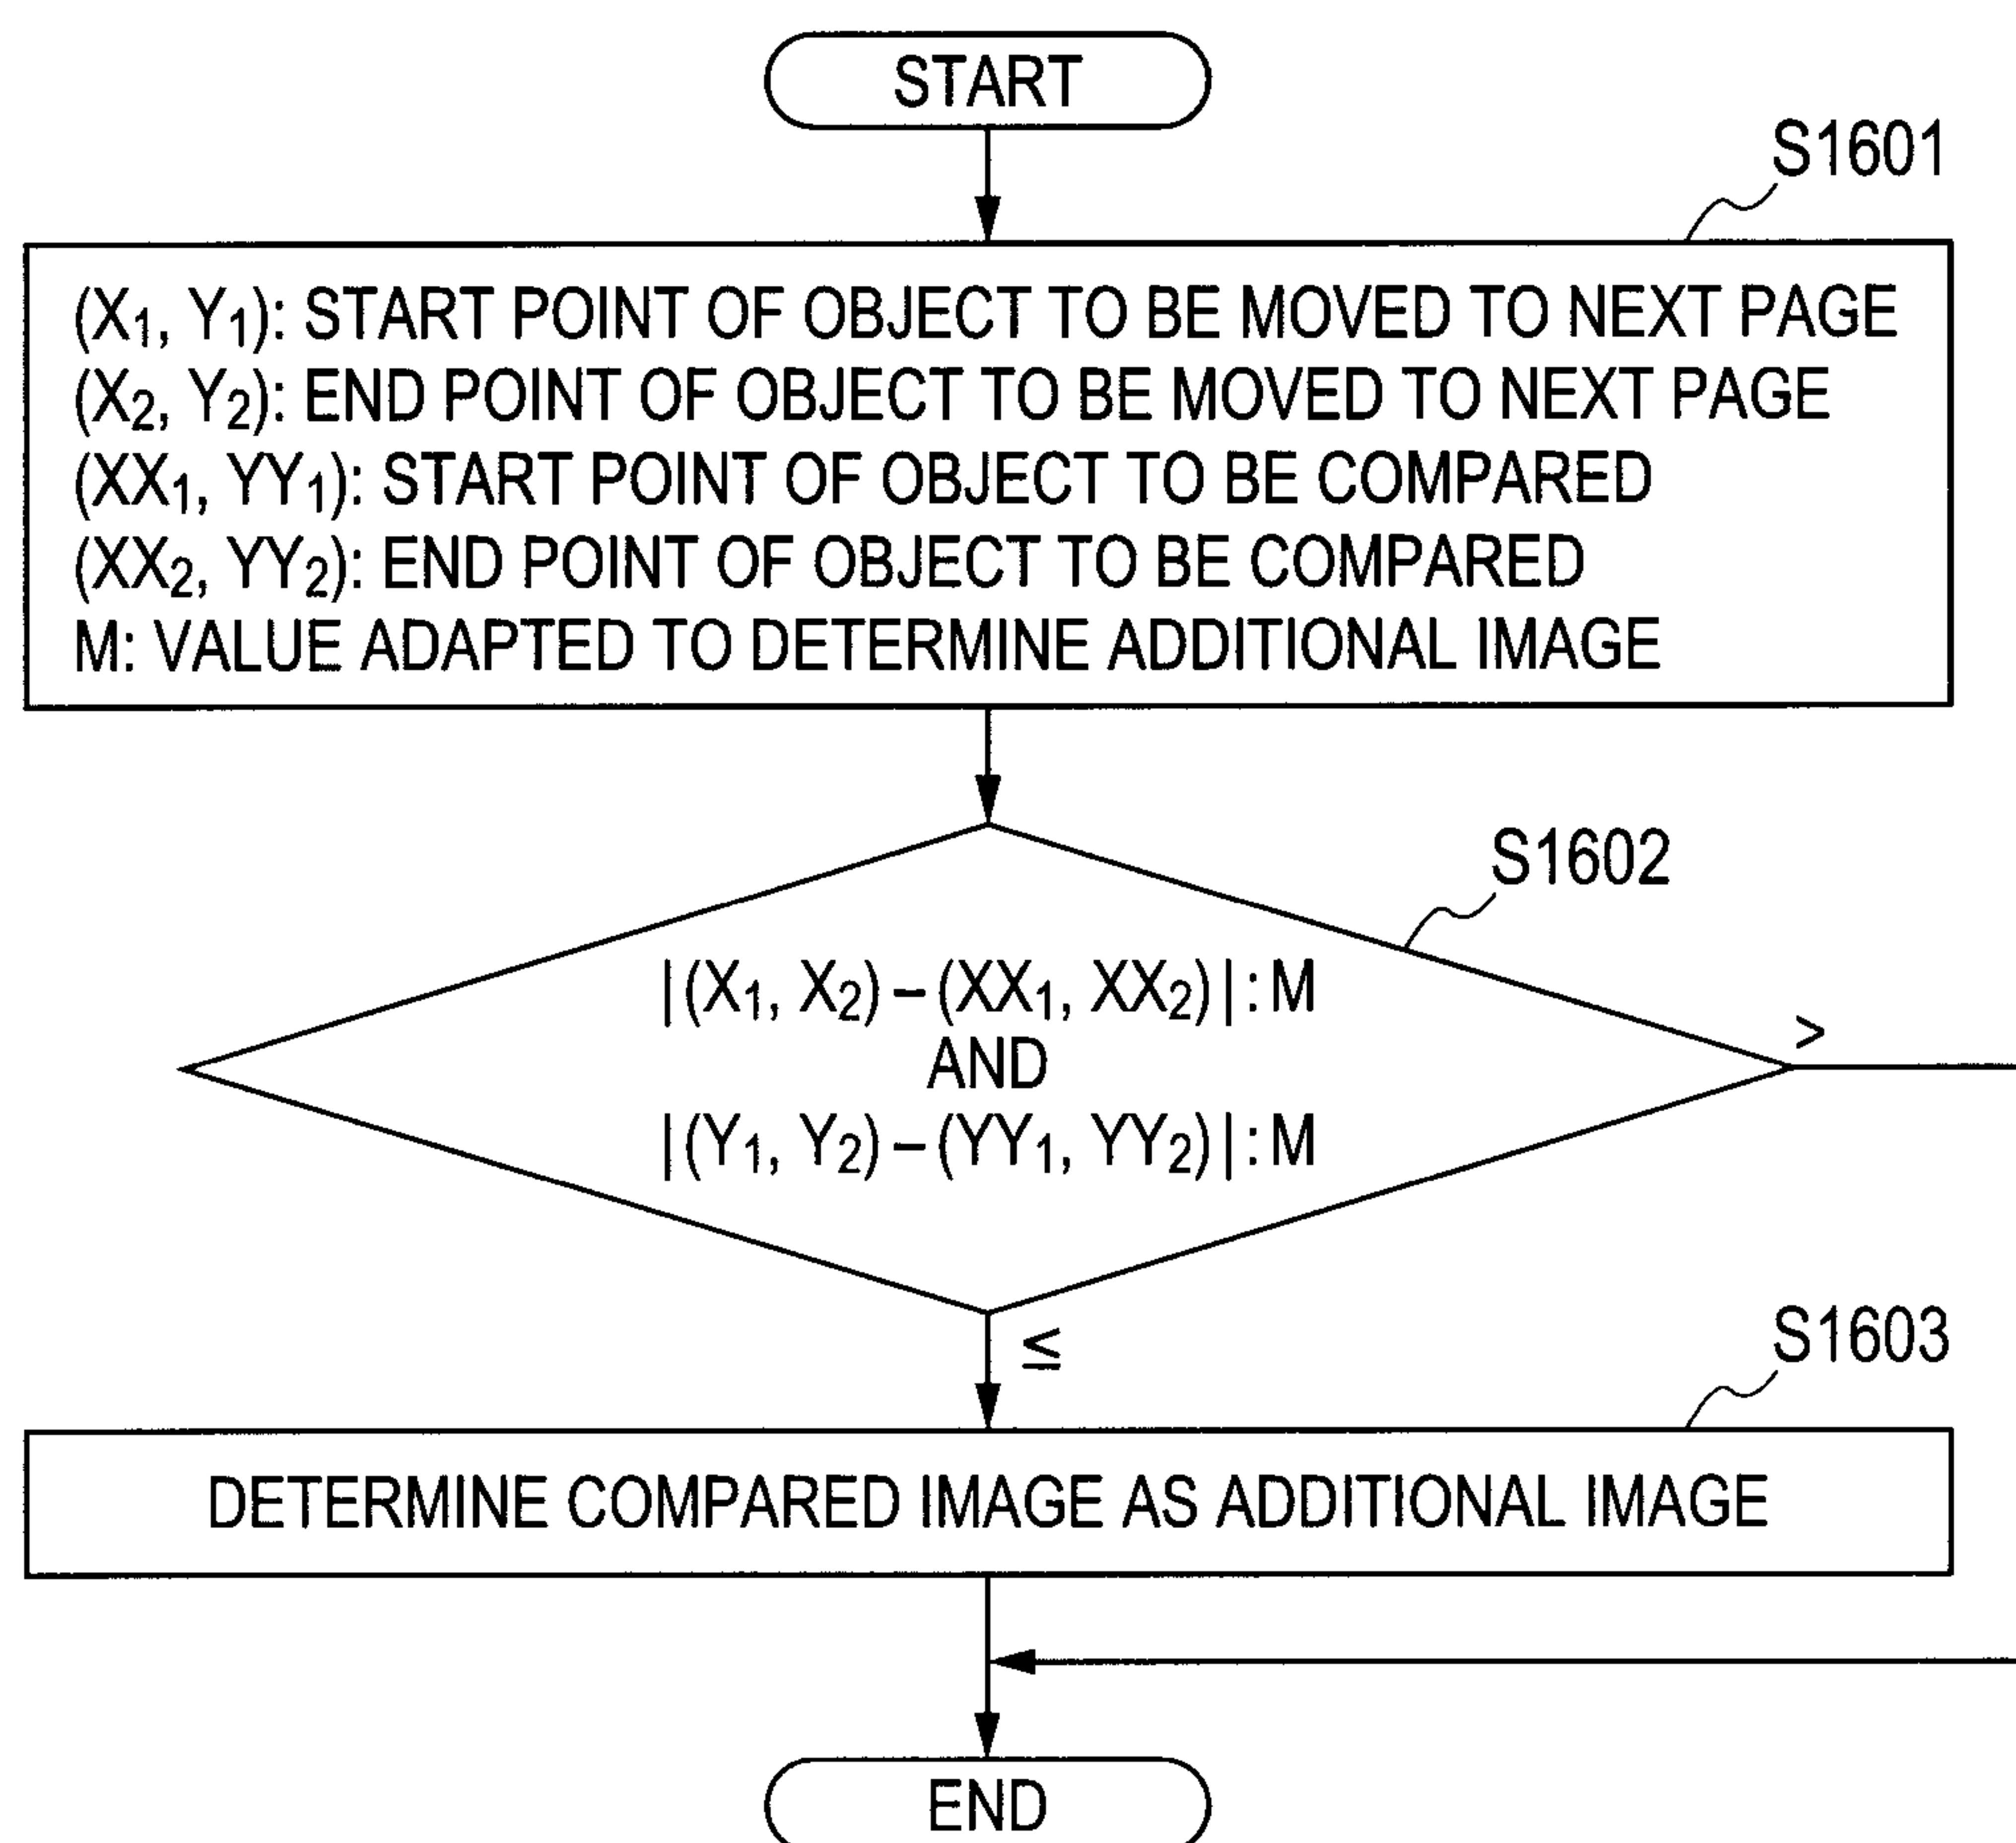 START
S1601
(X₁, Y₁): START POINT OF OBJECT TO BE MOVED TO NEXT PAGE
(X₂, Y₂): END POINT OF OBJECT TO BE MOVED TO NEXT PAGE
(XX₁, YY₁): START POINT OF OBJECT TO BE COMPARED
(XX₂, YY₂): END POINT OF OBJECT TO BE COMPARED
M: VALUE ADAPTED TO DETERMINE ADDITIONAL IMAGE
S1602
|(X₁, X₂)–(XX₁, XX₂)|:M
AND
|(Y₁, Y₂)–(YY₁, YY₂)|:M
>
≤
S1603
DETERMINE COMPARED IMAGE AS ADDITIONAL IMAGE
END